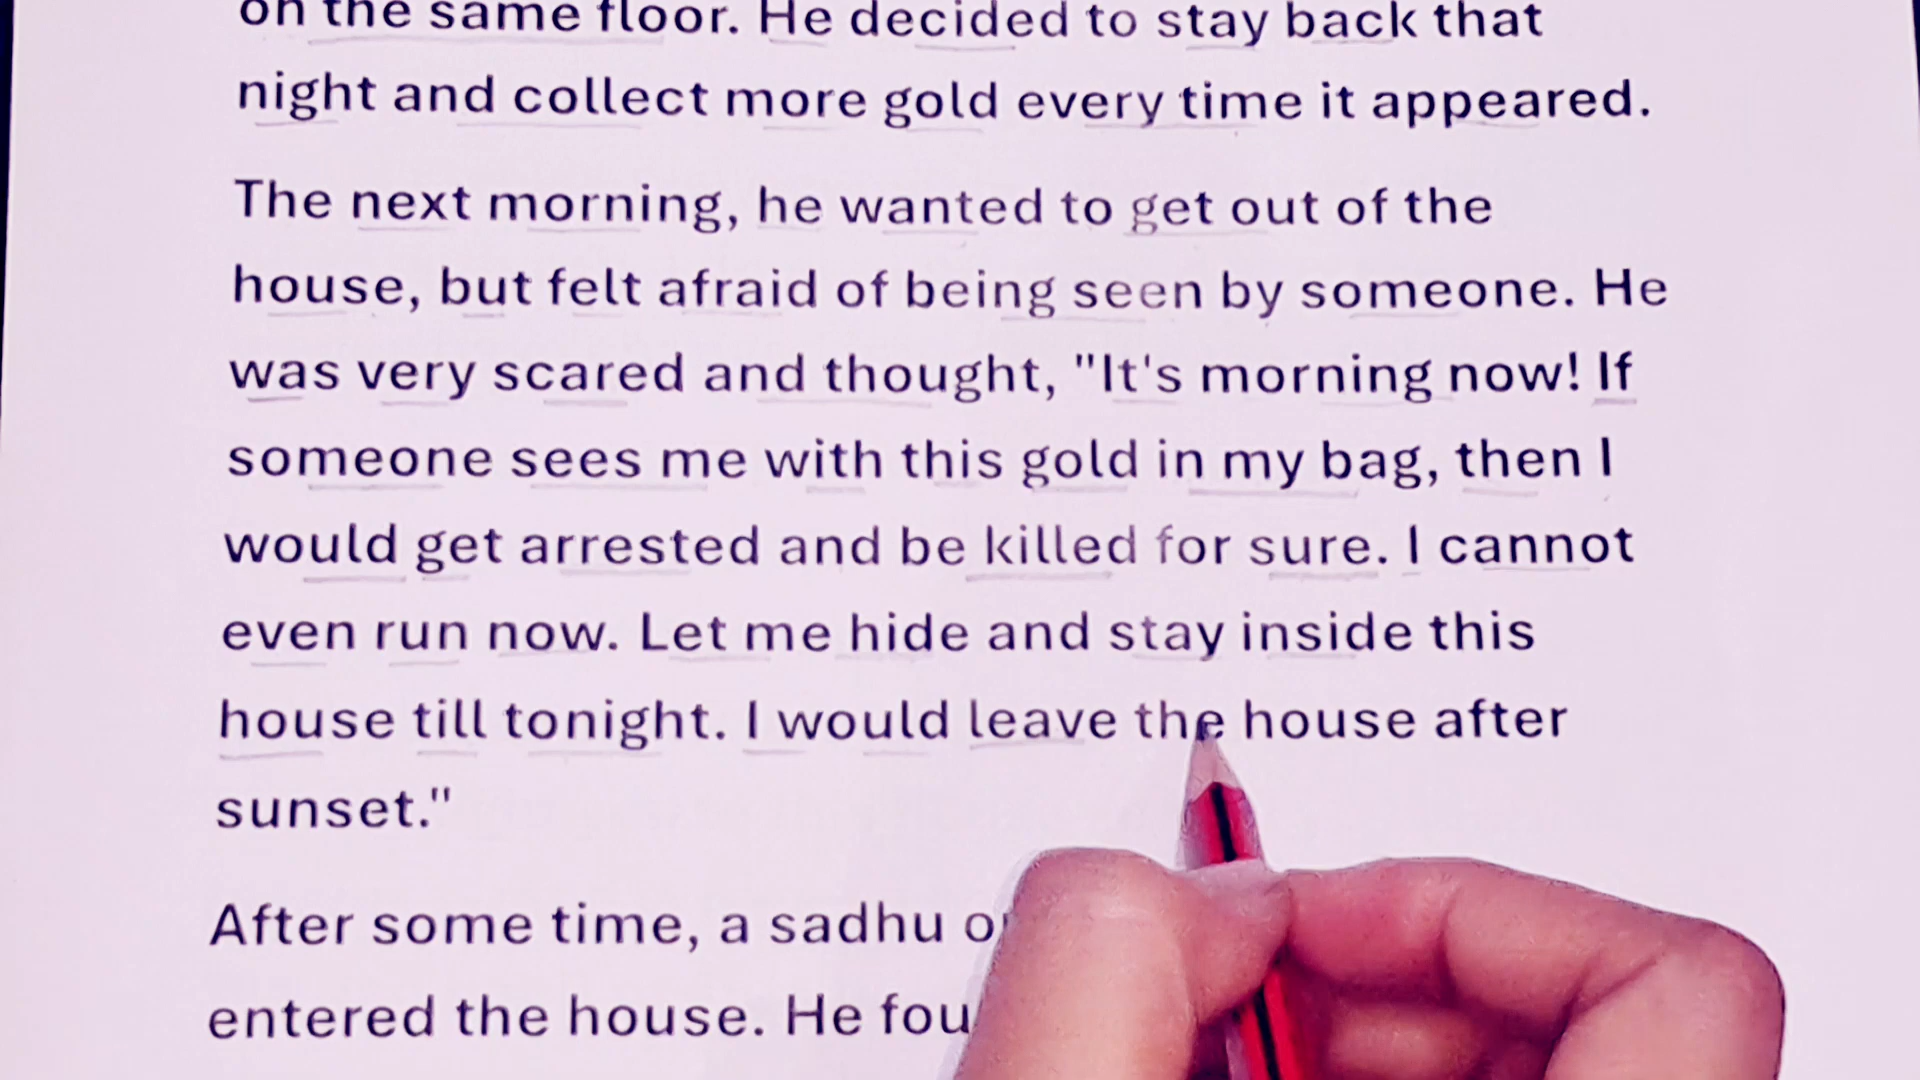 on the same floor. He decided to stay back that
night and collect more gold every time it appeared.
The next morning, he wanted to get out of the
house, but felt afraid of being seen by someone. He
was very scared and thought, "It's morning now! If
someone sees me with this gold in my bag, then I
would get arrested and be killed for sure. I cannot
even run now. Let me hide and stay inside this
house till tonight. I would leave the house after
sunset."
After some time, a sadhu
entered the house. He